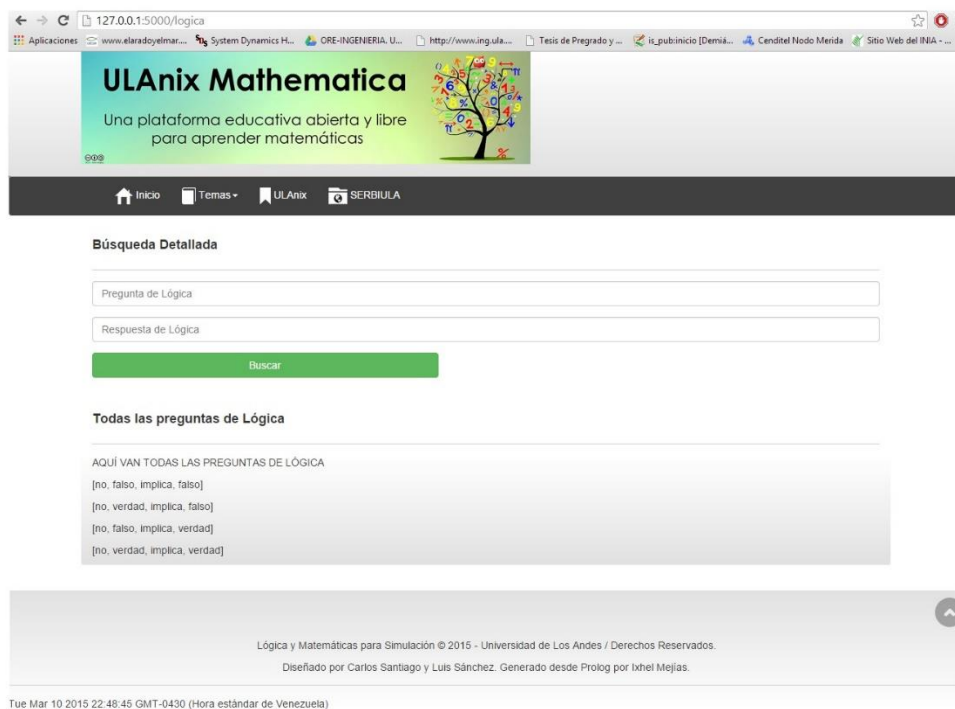 127.0.0.1:5000/logica
Aplicaciones www.elaradoyelmar.... System Dynamics H... ORE-INGENIERIA. U... http://www.ing.ula.... Tesis de Pregrado y ... is_pub:inicio [Demiá... Cenditel Nodo Merida Sitio Web del INIA - ...
ULAnix Mathematica
Una plataforma educativa abierta y libre
para aprender matemáticas
Inicio Temas ULAnix SERBIULA
Búsqueda Detallada
Pregunta de Lógica
Respuesta de Lógica
Buscar
Todas las preguntas de Lógica
AQUÍ VAN TODAS LAS PREGUNTAS DE LÓGICA
[no, falso, implica, falso]
[no, verdad, implica, falso]
[no, falso, implica, verdad]
[no, verdad, implica, verdad]
Lógica y Matemáticas para Simulación © 2015 - Universidad de Los Andes / Derechos Reservados.
Diseñado por Carlos Santiago y Luis Sánchez. Generado desde Prolog por Ixhel Mejías.
Tue Mar 10 2015 22:48:45 GMT-0430 (Hora estándar de Venezuela)